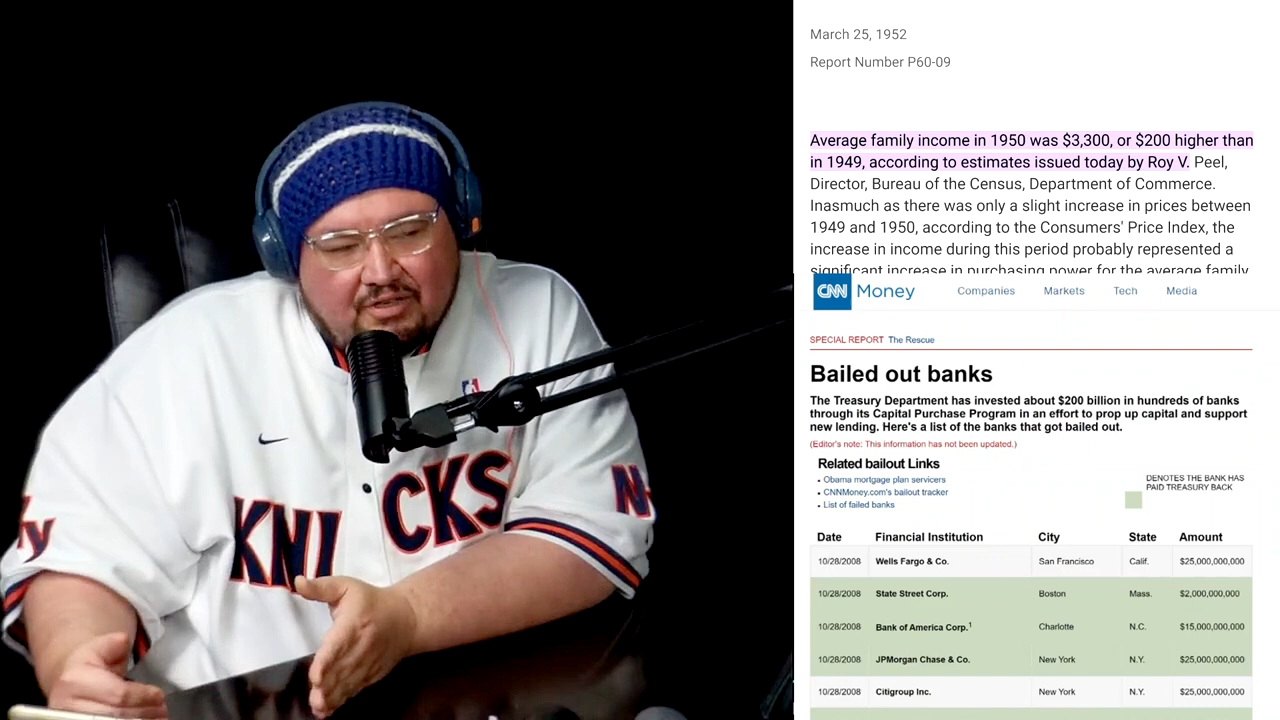 KNICKS
March 25, 1952
Report Number P60-09
Average family income in 1950 was $3,300, or $200 higher than
in 1949, according to estimates issued today by Roy V. Peel,
Director, Bureau of the Census, Department of Commerce.
Inasmuch as there was only a slight increase in prices between
1949 and 1950, according to the Consumers' Price Index, the
increase in income during this period probably represented a
significant increase in purchasing power for the average family
CNN Money Companies Markets Tech Media
SPECIAL REPORT The Rescue
Bailed out banks
The Treasury Department has invested about $200 billion in hundreds of banks
through its Capital Purchase Program in an effort to prop up capital and support
new lending. Here's a list of the banks that got bailed out.
(Editor's note: This information has not been updated.)
Related bailout Links
• Obama mortgage plan servicers
• CNNMoney.com's bailout tracker
• List of failed banks
DENOTES THE BANK HAS
PAID TREASURY BACK
Date Financial Institution City State Amount
10/28/2008 Wells Fargo & Co. San Francisco Calif. $25,000,000,000
10/28/2008 State Street Corp. Boston Mass. $2,000,000,000
10/28/2008 Bank of America Corp.1 Charlotte N.C. $15,000,000,000
10/28/2008 JPMorgan Chase & Co. New York N.Y. $25,000,000,000
10/28/2008 Citigroup Inc. New York N.Y. $25,000,000,000